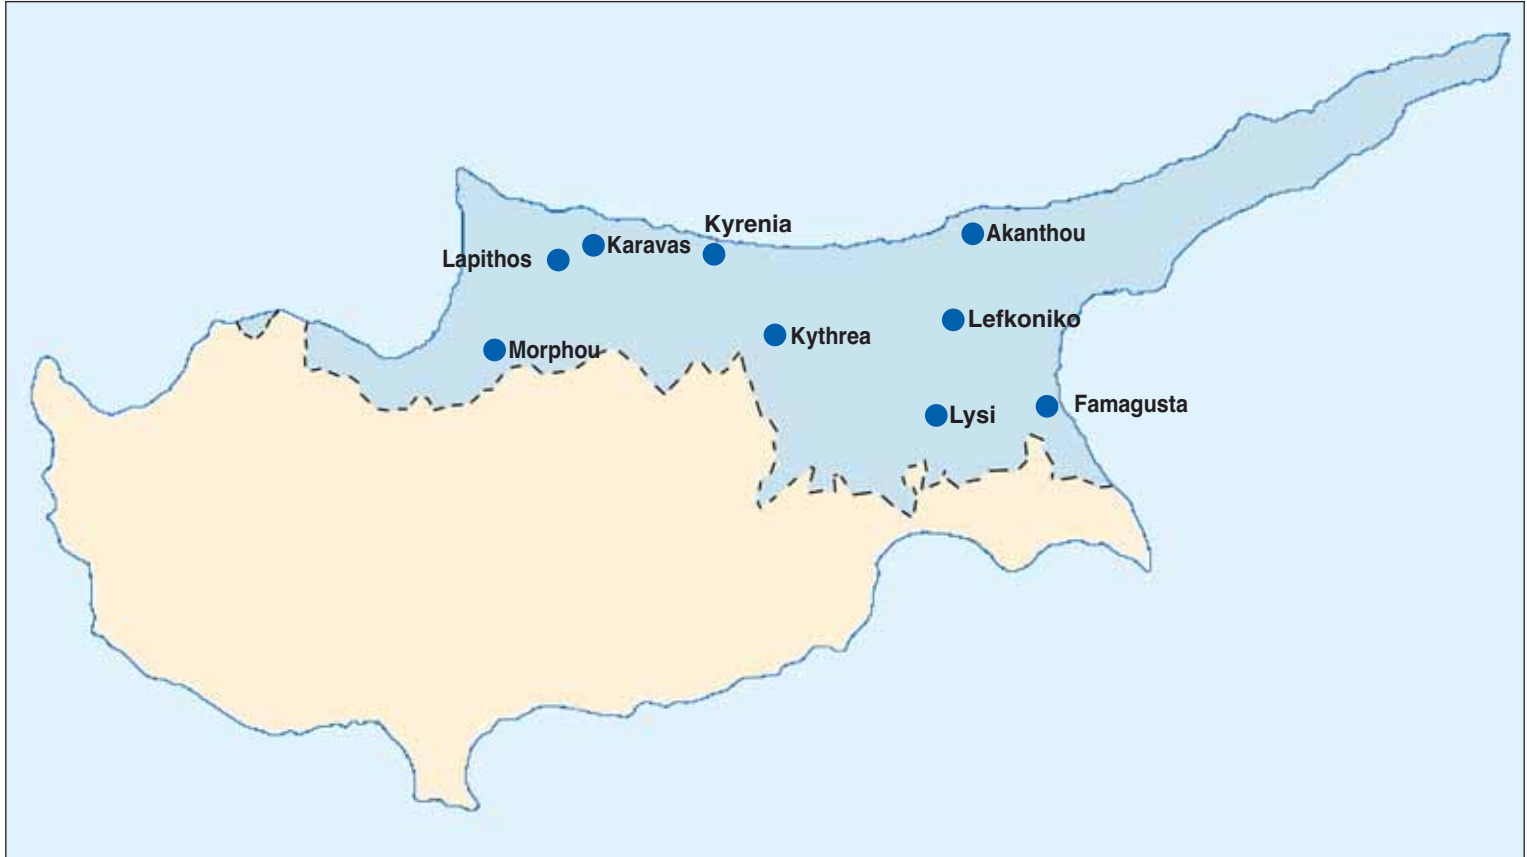 Kyrenia
Akanthou
Karavas
Lapithos
Lefkoniko
Kythrea
Morphou
Famagusta
Lysi